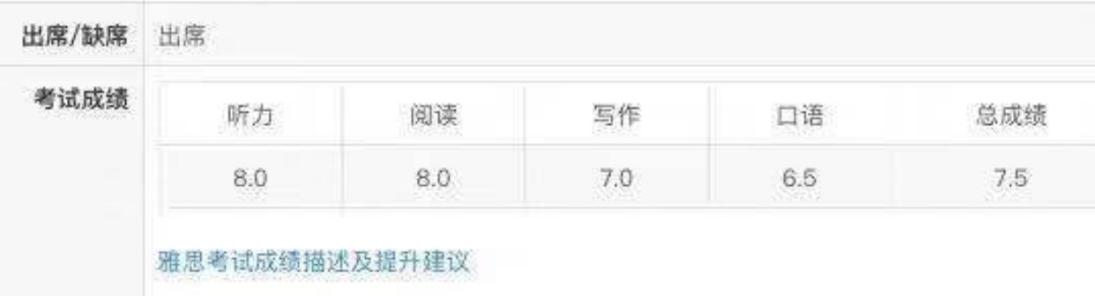 出席/缺席 出席
考试成绩
听力 阅读 写作 口语 总成绩
8.0 8.0 7.0 6.5 7.5
雅思考试成绩描述及提升建议